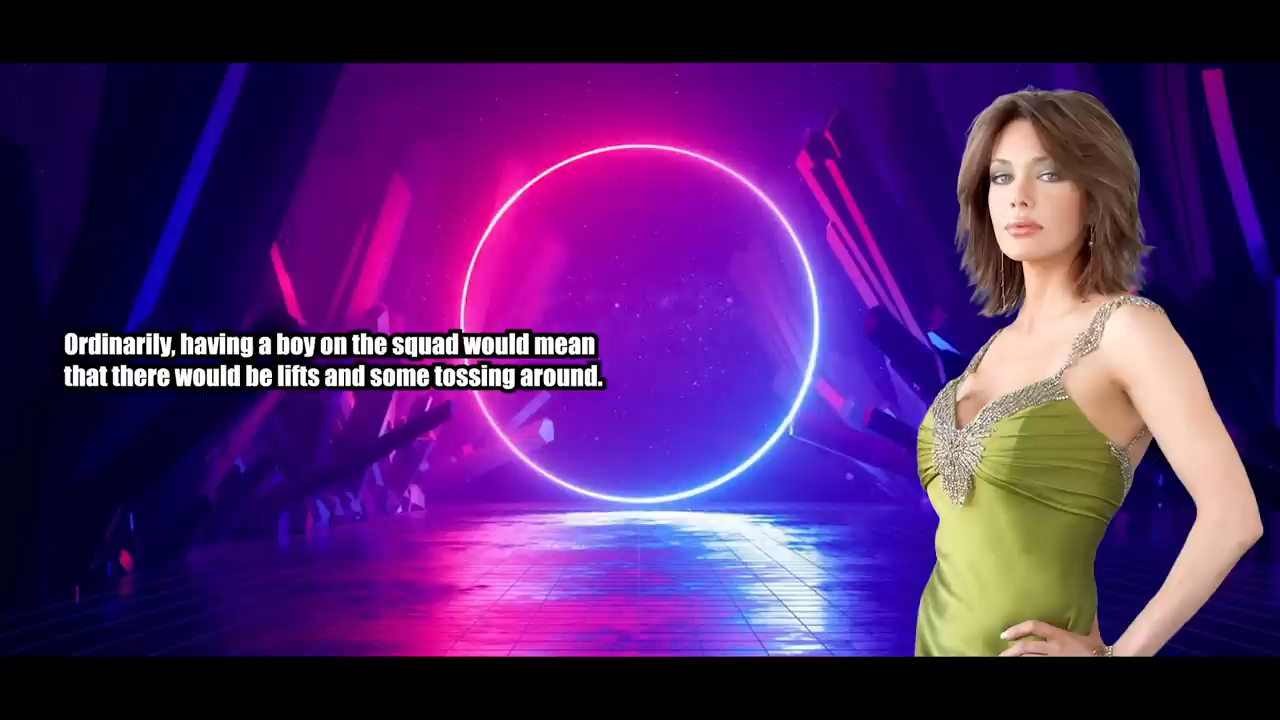 Ordinarily, having a boy on the squad would mean
that there would be lifts and some tossing around.